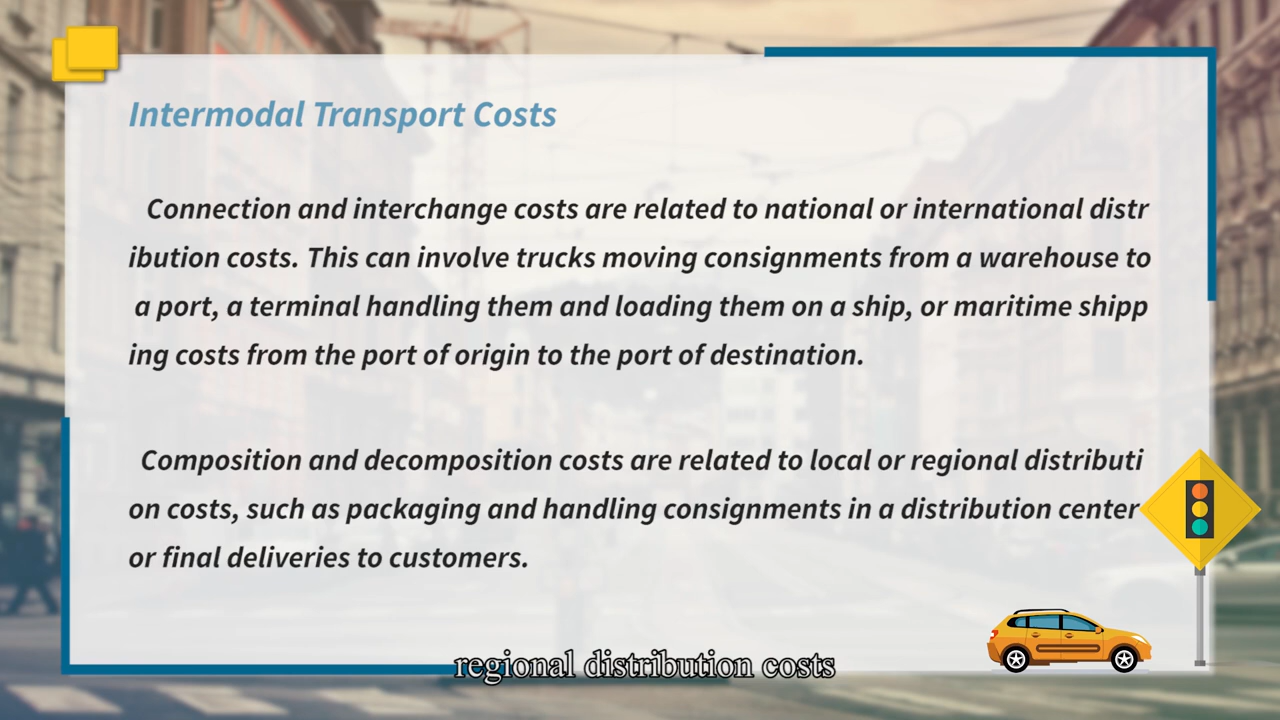 Intermodal Transport Costs
Connection and interchange costs are related to national or international distr
ibution costs. This can involve trucks moving consignments from a warehouse to
a port, a terminal handling them and loading them on a ship, or maritime shipp
ing costs from the port of origin to the port of destination.
Composition and decomposition costs are related to local or regional distributi
on costs, such as packaging and handling consignments in a distribution center
or final deliveries to customers.
regional distribution costs